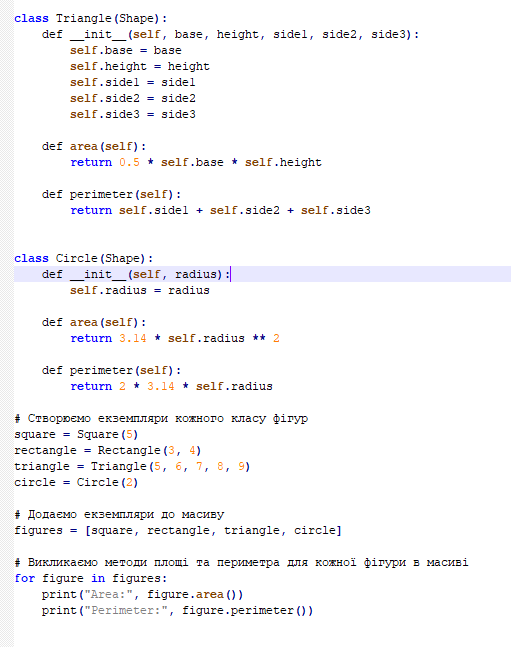 class Triangle(Shape):
    def __init__(self, base, height, side1, side2, side3):
        self.base = base
        self.height = height
        self.side1 = side1
        self.side2 = side2
        self.side3 = side3

    def area(self):
        return 0.5 * self.base * self.height

    def perimeter(self):
        return self.side1 + self.side2 + self.side3


class Circle(Shape):
    def __init__(self, radius):
        self.radius = radius

    def area(self):
        return 3.14 * self.radius ** 2

    def perimeter(self):
        return 2 * 3.14 * self.radius

# Створюємо екземпляри кожного класу фігур
square = Square(5)
rectangle = Rectangle(3, 4)
triangle = Triangle(5, 6, 7, 8, 9)
circle = Circle(2)

# Додаємо екземпляри до масиву
figures = [square, rectangle, triangle, circle]

# Викликаємо методи площі та периметра для кожної фігури в масиві
for figure in figures:
    print("Area:", figure.area())
    print("Perimeter:", figure.perimeter())